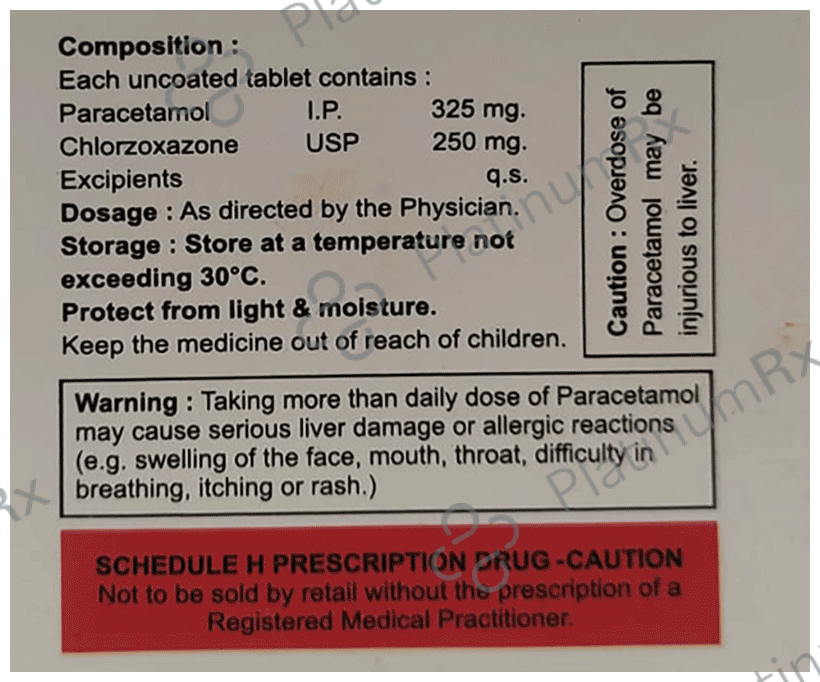 Composition :
Each uncoated tablet contains :
Paracetamol I.P. 325 mg.
Chlorzoxazone USP 250 mg.
Excipients q.s.
Dosage : As directed by the Physician.
Storage : Store at a temperature not
exceeding 30°C.
Protect from light & moisture.
Keep the medicine out of reach of children.
Caution : Overdose of
Paracetamol may be
injurious to liver.
Warning : Taking more than daily dose of Paracetamol
may cause serious liver damage or allergic reactions
(e.g. swelling of the face, mouth, throat, difficulty in
breathing, itching or rash.)
SCHEDULE H PRESCRIPTION DRUG -CAUTION
Not to be sold by retail without the prescription of a
Registered Medical Practitioner.
PlatinumRx
PlatinumRx